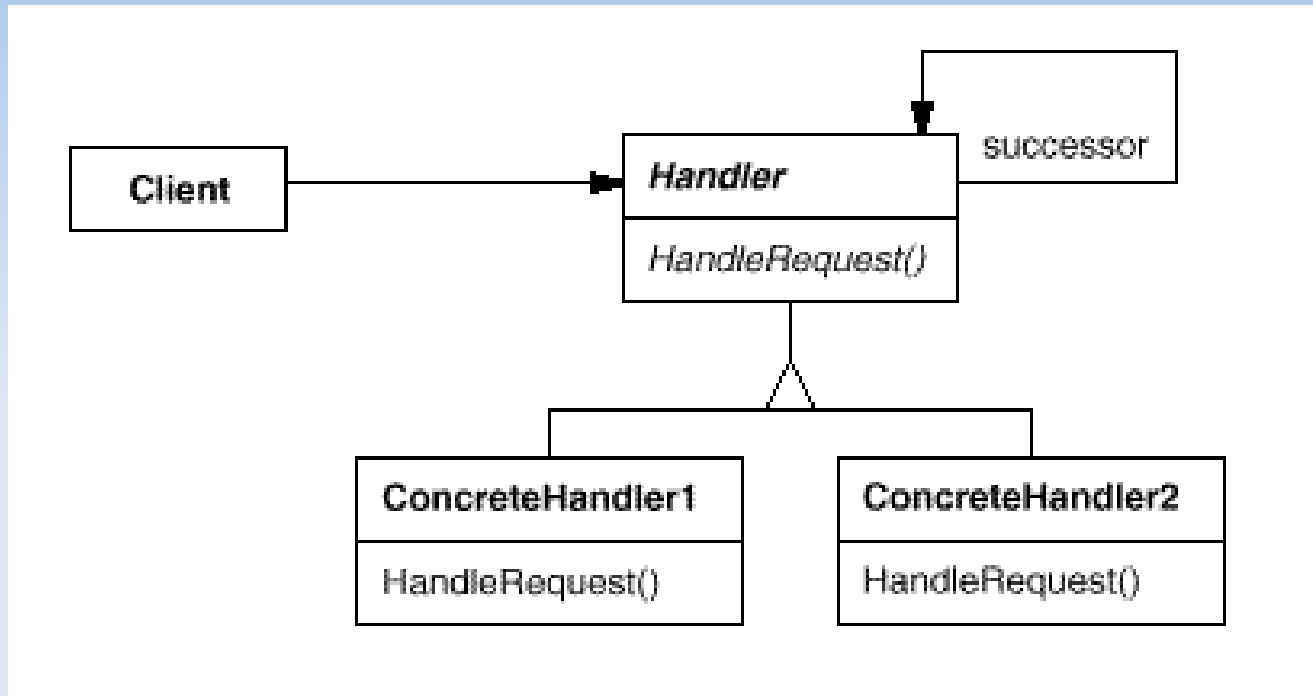 Client
Handler
successor
HandleRequest()
ConcreteHandler1
HandleRequest()
ConcreteHandler2
HandleRequest()